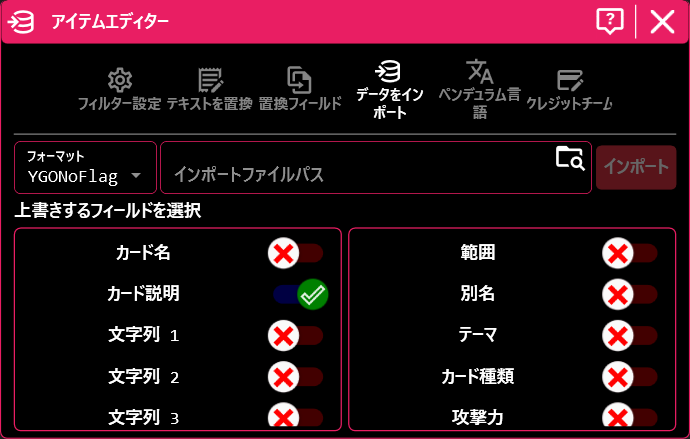 アイテムエディター
フィルター設定
テキストを置換
置換フィールド
データをイン
ポート
ペンデュラム言
語
クレジットチーム
フォーマット
YGONoFlag
インポートファイルパス
インポート
上書きするフィールドを選択
カード名
範囲
カード説明
別名
文字列 1
テーマ
文字列 2
カード種類
文字列 3
攻撃力